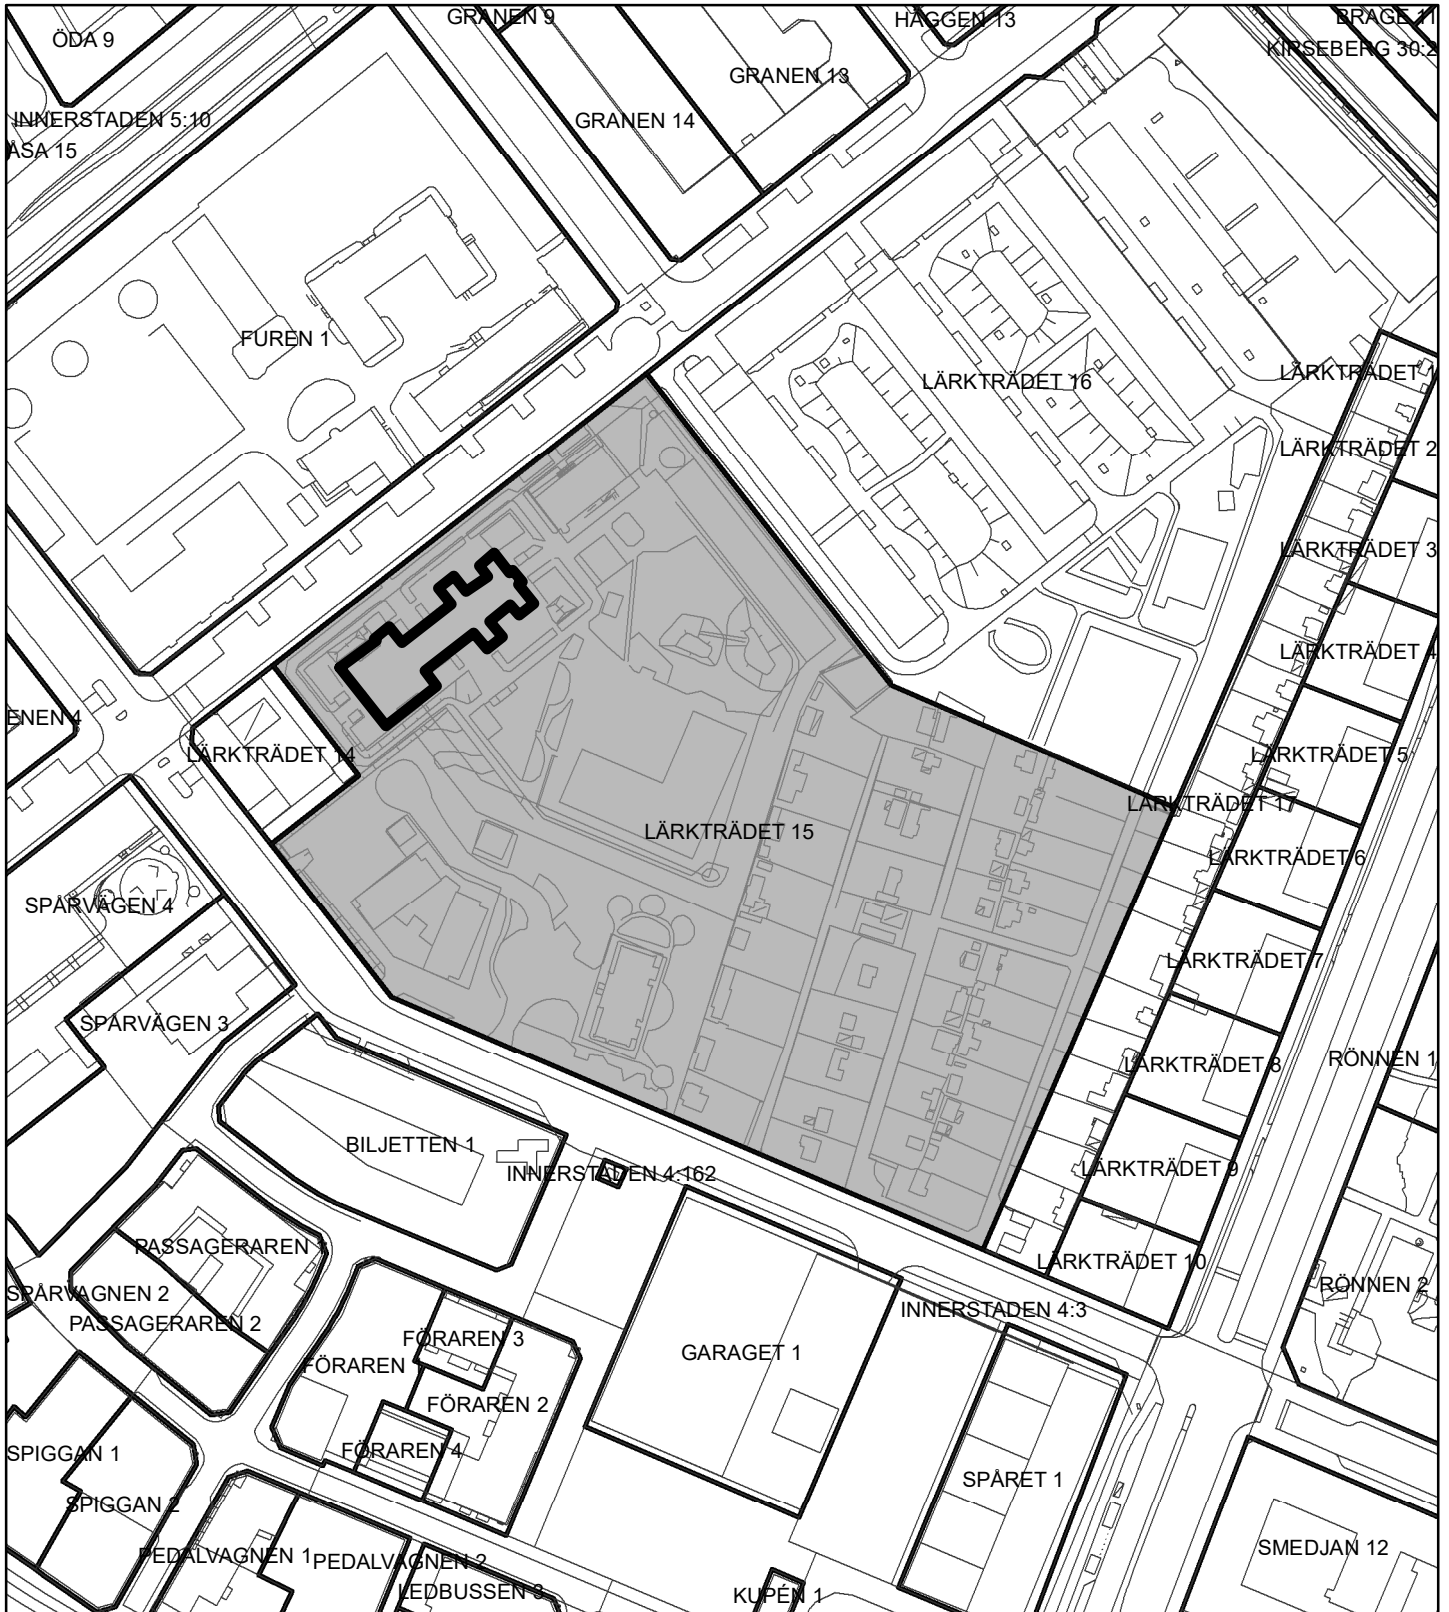 GRANEN 9
HÄGGEN 13
BRAGE 11
ÖDA 9
KIRSEBERG 30:2
GRANEN 13
INNERSTADEN 5:10
GRANEN 14
ÅSA 15
FUREN 1
LÄRKTRÄDET 16
LÄRKTRÄDET 1
LÄRKTRÄDET 2
LÄRKTRÄDET 3
LÄRKTRÄDET 4
ENEN 4
LÄRKTRÄDET 14
LÄRKTRÄDET 5
LÄRKTRÄDET 17
LÄRKTRÄDET 15
LÄRKTRÄDET 6
SPÅRVÄGEN 4
LÄRKTRÄDET 7
SPÅRVÄGEN 3
RÖNNEN 1
LÄRKTRÄDET 8
BILJETTEN 1
INNERSTADEN 4:162
LÄRKTRÄDET 9
PASSAGERAREN 1
LÄRKTRÄDET 10
SPÅRVAGNEN 2
RÖNNEN 2
INNERSTADEN 4:3
PASSAGERAREN 2
FÖRAREN 3
GARAGET 1
FÖRAREN
FÖRAREN 2
FÖRAREN 4
SPIGGAN 1
SPÅRET 1
SPIGGAN 2
SMEDJAN 12
PEDALVAGNEN 1
PEDALVAGNEN 2
LEDBUSSEN 3
KUPÉN 1